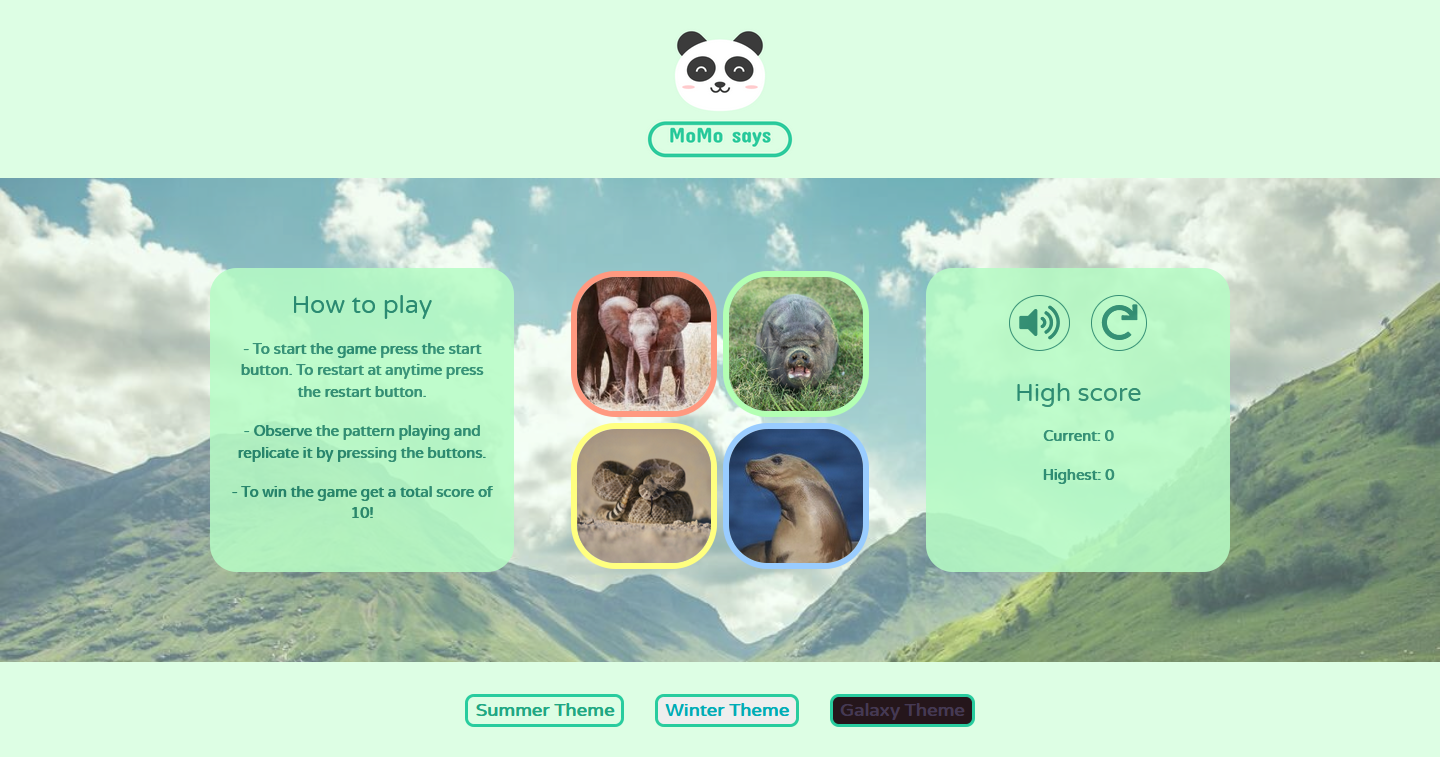 MoMo says
How to play
- To start the game press the start
button. To restart at anytime press
the restart button.
- Observe the pattern playing and
replicate it by pressing the buttons.
- To win the game get a total score of
10!
High score
Current: 0
Highest: 0
Summer Theme
Winter Theme
Galaxy Theme